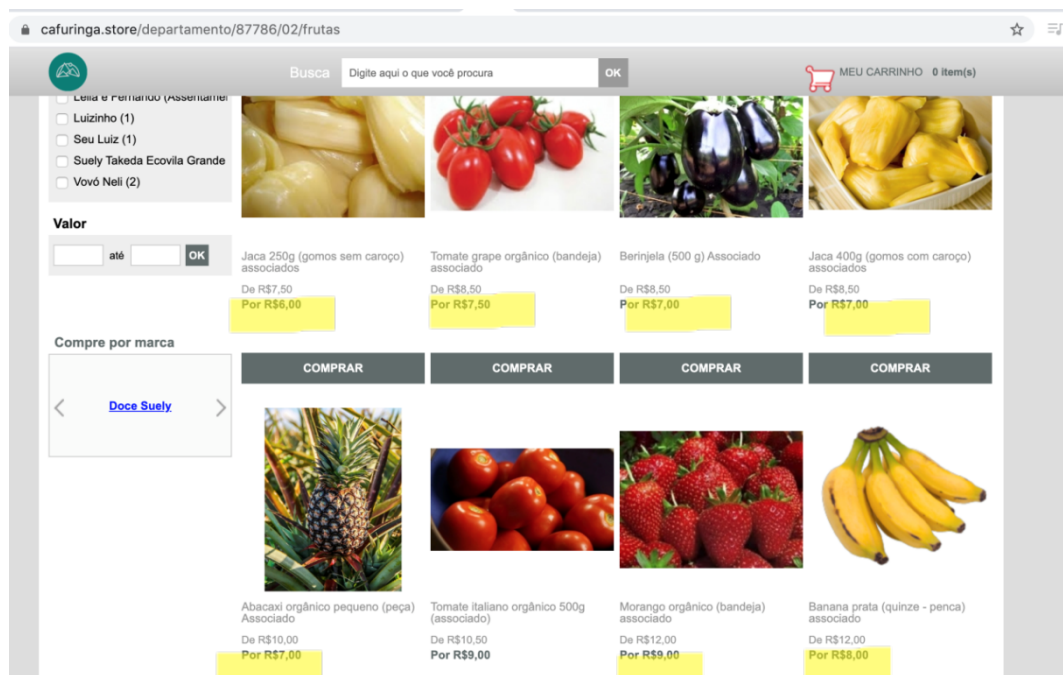 cafuringa.store/departamento/87786/02/frutas
Busca
Digite aqui o que você procura
OK
MEU CARRINHO 0 item(s)
Leila e Fernando (Assentamei
Luizinho (1)
Seu Luiz (1)
Suely Takeda Ecovila Grande
Vovó Neli (2)
Valor
até
OK
Compre por marca
Doce Suely
Jaca 250g (gomos sem caroço)
associados
De R$7,50
Por R$6,00
COMPRAR
Tomate grape orgânico (bandeja)
associado
De R$8,50
Por R$7,50
COMPRAR
Berinjela (500 g) Associado
De R$8,50
Por R$7,00
COMPRAR
Jaca 400g (gomos com caroço)
associados
De R$8,50
Por R$7,00
COMPRAR
Abacaxi orgânico pequeno (peça)
Associado
De R$10,00
Por R$7,00
Tomate italiano orgânico 500g
(associado)
De R$10,50
Por R$9,00
Morango orgânico (bandeja)
associado
De R$12,00
Por R$9,00
Banana prata (quinze - penca)
associado
De R$12,00
Por R$8,00